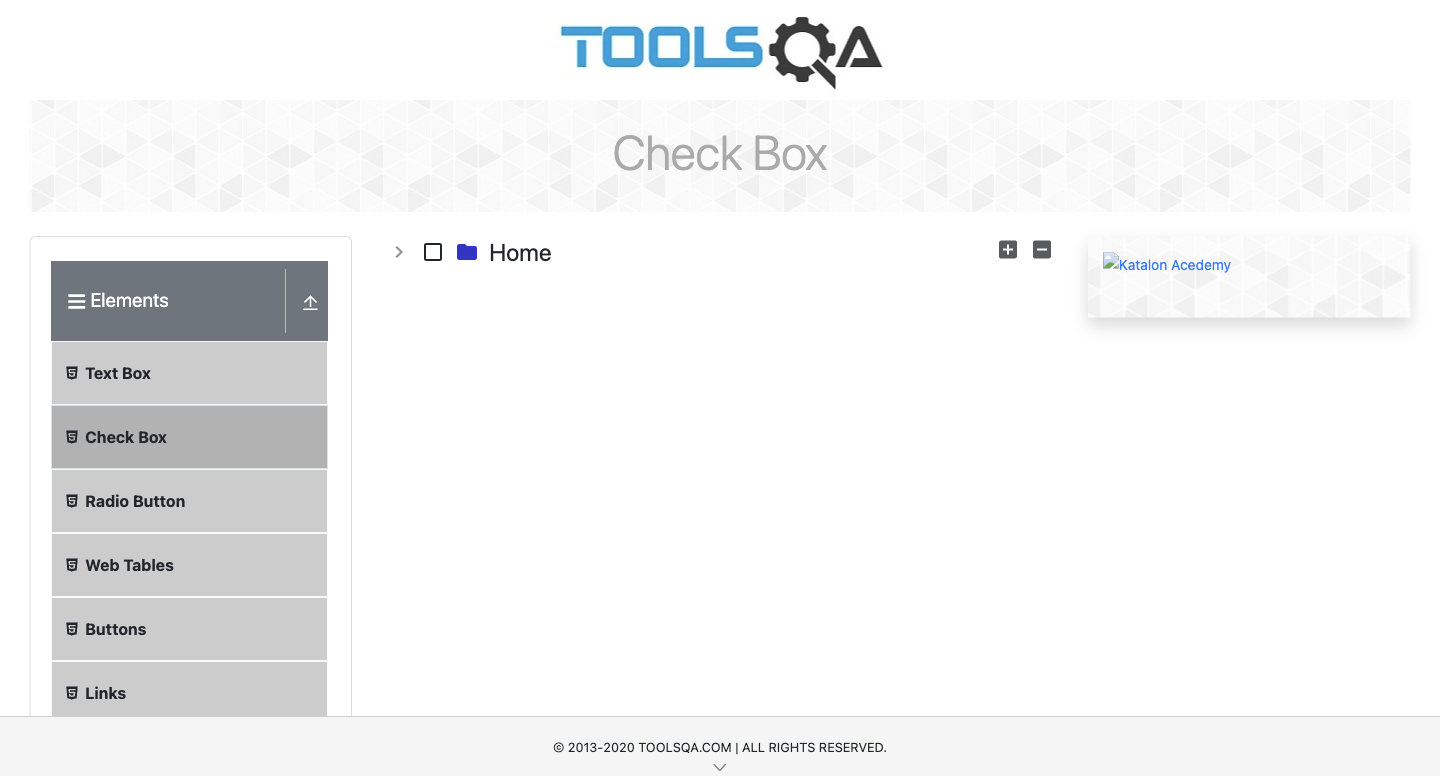 TOOLSQA
Check Box
Elements
Text Box
Check Box
Radio Button
Web Tables
Buttons
Links
Home
Katalon Acedemy
© 2013-2020 TOOLSQA.COM | ALL RIGHTS RESERVED.